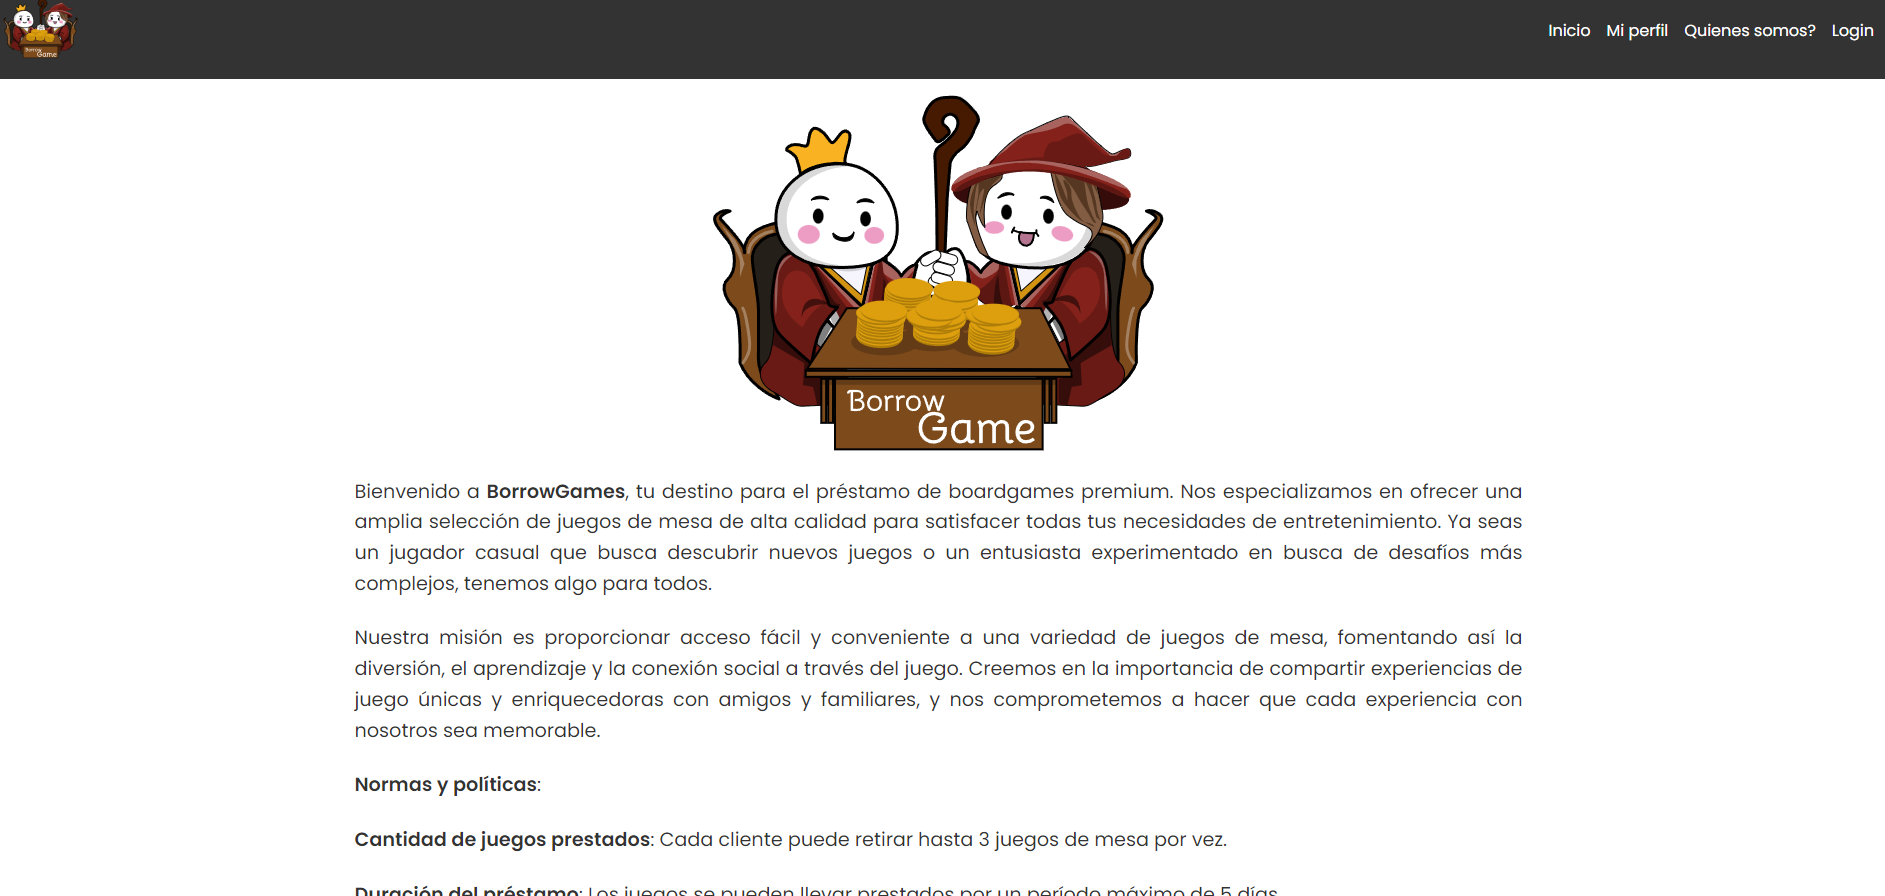 Borrow
Game
Inicio Mi perfil Quienes somos? Login
Borrow
Game
Bienvenido a BorrowGames, tu destino para el préstamo de boardgames premium. Nos especializamos en ofrecer una
amplia selección de juegos de mesa de alta calidad para satisfacer todas tus necesidades de entretenimiento. Ya seas
un jugador casual que busca descubrir nuevos juegos o un entusiasta experimentado en busca de desafíos más
complejos, tenemos algo para todos.
Nuestra misión es proporcionar acceso fácil y conveniente a una variedad de juegos de mesa, fomentando así la
diversión, el aprendizaje y la conexión social a través del juego. Creemos en la importancia de compartir experiencias de
juego únicas y enriquecedoras con amigos y familiares, y nos comprometemos a hacer que cada experiencia con
nosotros sea memorable.
Normas y políticas:
Cantidad de juegos prestados: Cada cliente puede retirar hasta 3 juegos de mesa por vez.
Duración del préstamo: Los juegos se pueden llevar prestados por un período máximo de 5 días.